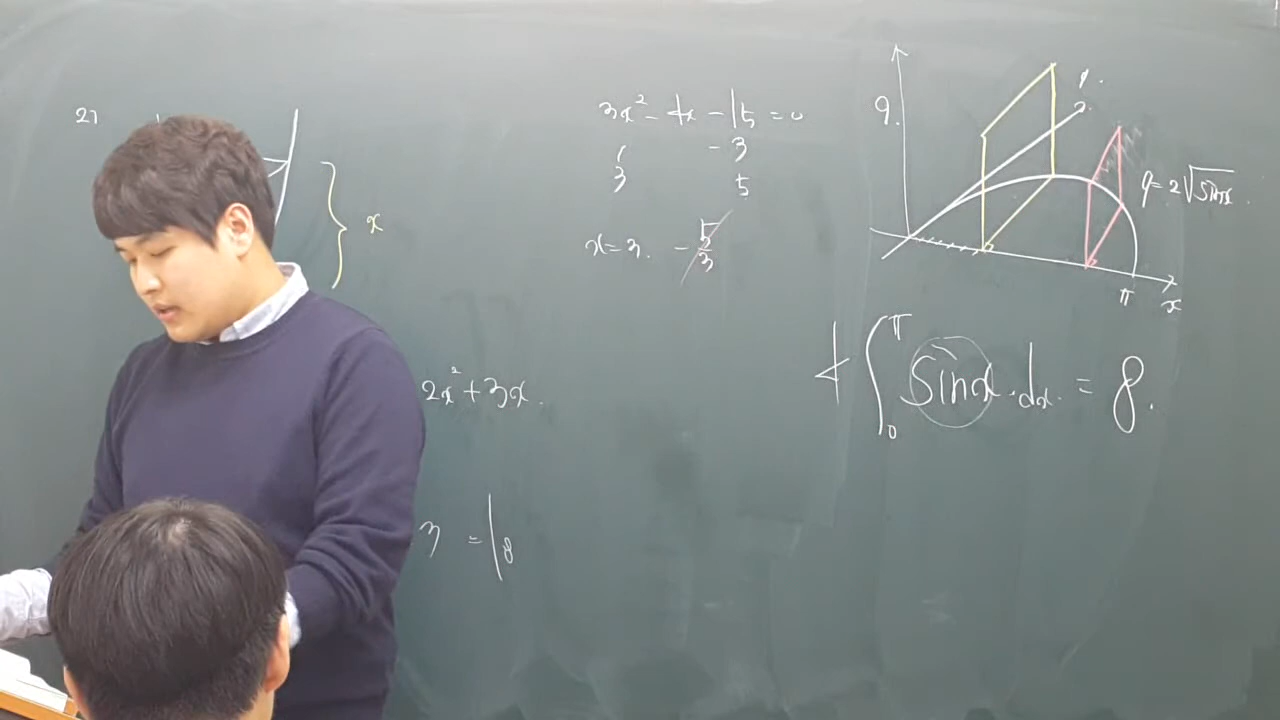 27
x
2x² + 3x.
3 = 18
3x² - 4x - 15 = 0
1 - 3
3 5
x = 3. - 5/3
9.
y = 2√sinx.
π
x
4∫₀^π sinx · dx = 8.